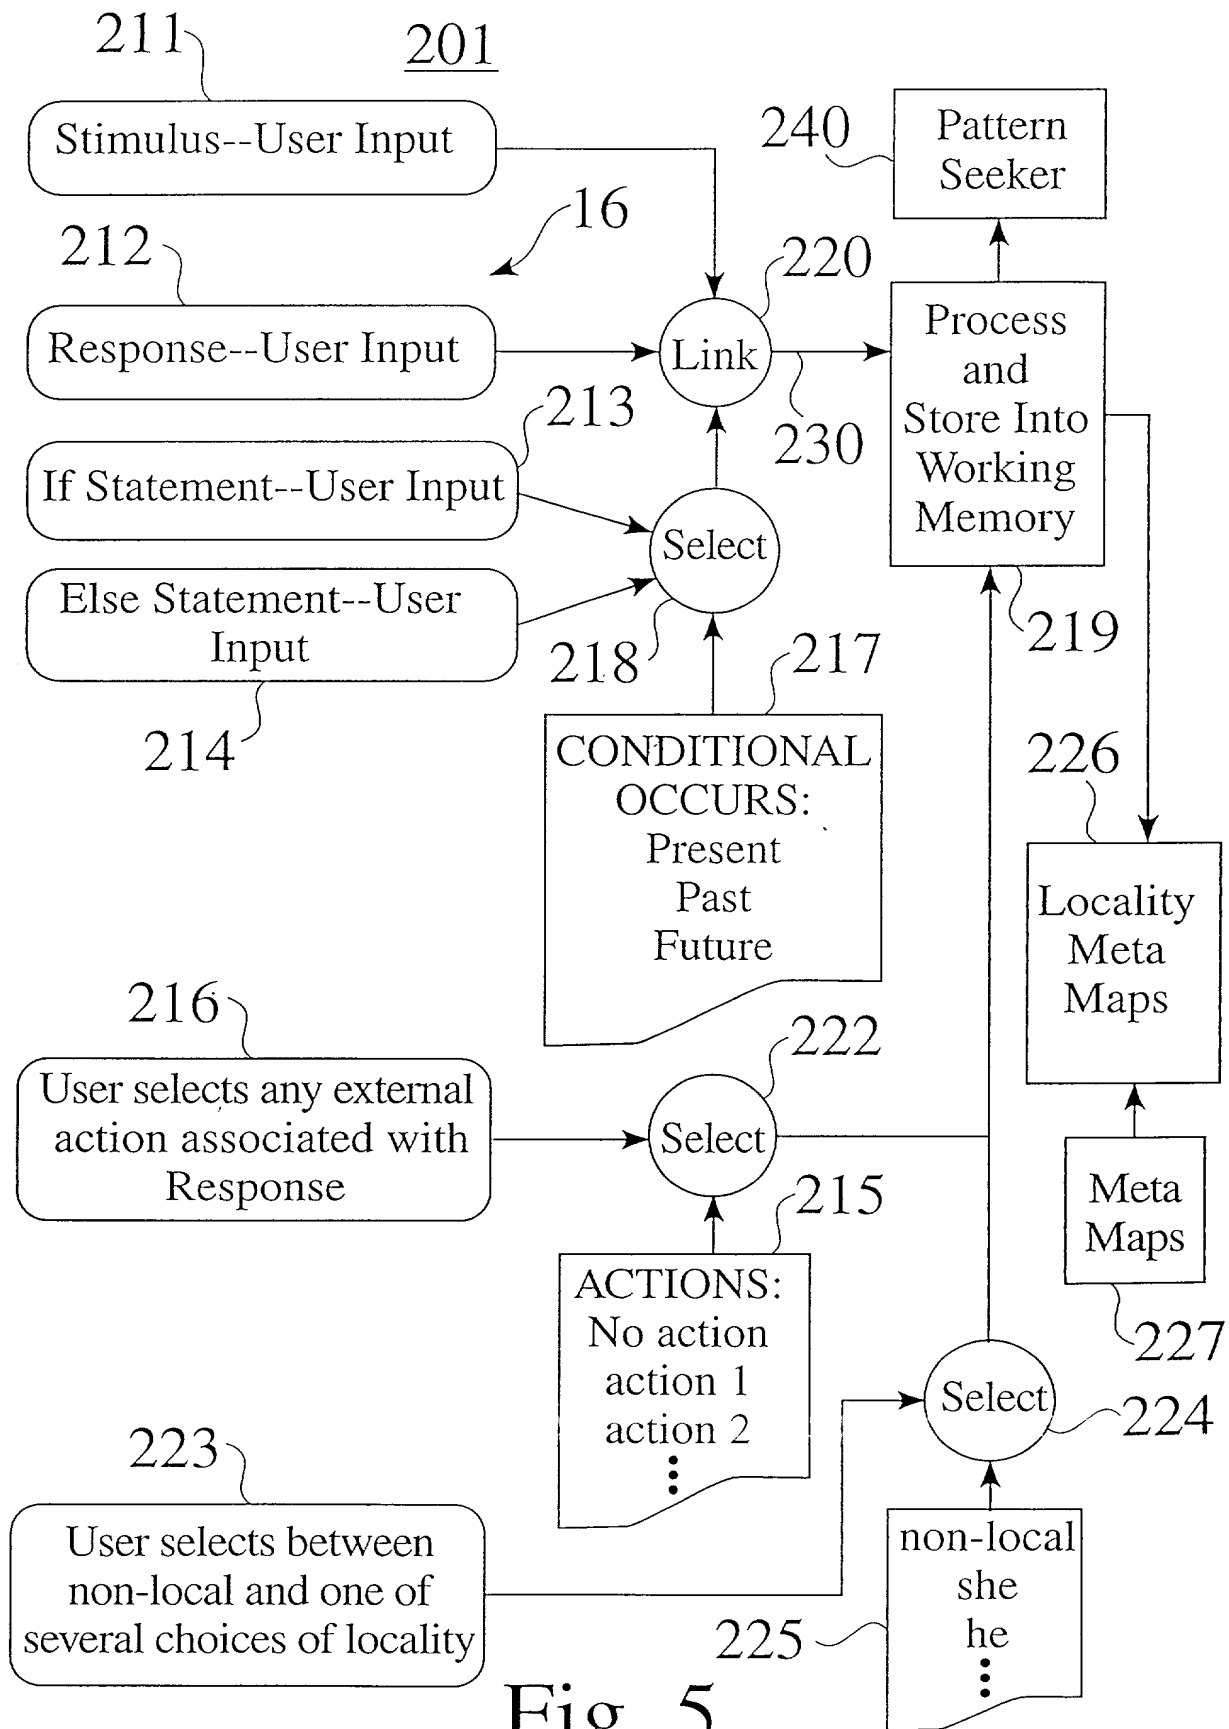 211
201
Stimulus--User Input
240
Pattern
Seeker
16
212
220
Response--User Input
Link
Process
and
Store Into
Working
Memory
213
230
If Statement--User Input
Select
Else Statement--User
Input
218
219
217
214
CONDITIONAL
OCCURS:
Present
Past
Future
226
Locality
Meta
Maps
216
222
User selects any external
action associated with
Response
Select
215
Meta
Maps
ACTIONS:
No action
action 1
action 2
227
Select
224
223
User selects between
non-local and one of
several choices of locality
non-local
she
he
225
Fig. 5